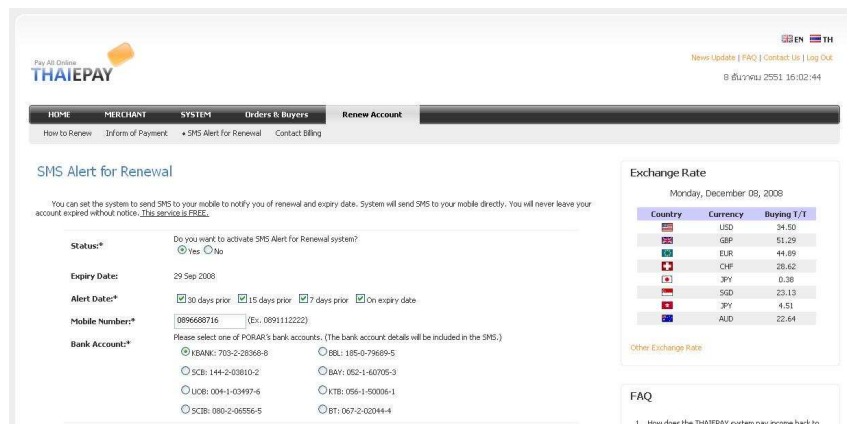 EN TH
Pay All Online
THAIEPAY
News Update | FAQ | Contact Us | Log Out
8 ธันวาคม 2551 16:02:44
HOME MERCHANT SYSTEM Orders & Buyers Renew Account
How to Renew Inform of Payment • SMS Alert for Renewal Contact Billing
SMS Alert for Renewal
You can set the system to send SMS to your mobile to notify you of renewal and expiry date. System will send SMS to your mobile directly. You will never leave your
account expired without notice. This service is FREE.
Status:* Do you want to activate SMS Alert for Renewal system?
Yes No
Expiry Date: 29 Sep 2008
Alert Date:* 30 days prior 15 days prior 7 days prior On expiry date
Mobile Number:* 0896688716 (Ex. 0891112222)
Bank Account:* Please select one of PORAR's bank accounts. (The bank account details will be included in the SMS.)
KBANK: 703-2-28368-8 BBL: 185-0-79689-5
SCB: 144-2-03810-2 BAY: 052-1-60705-3
UOB: 004-1-03497-6 KTB: 056-1-50006-1
SCIB: 080-2-06556-5 BT: 067-2-02044-4
Exchange Rate
Monday, December 08, 2008
Country Currency Buying T/T
USD 34.50
GBP 51.29
EUR 44.89
CHF 28.62
JPY 0.38
SGD 23.13
JPY 4.51
AUD 22.64
Other Exchange Rate
FAQ
1. How does the THAIEPAY system pay income back to